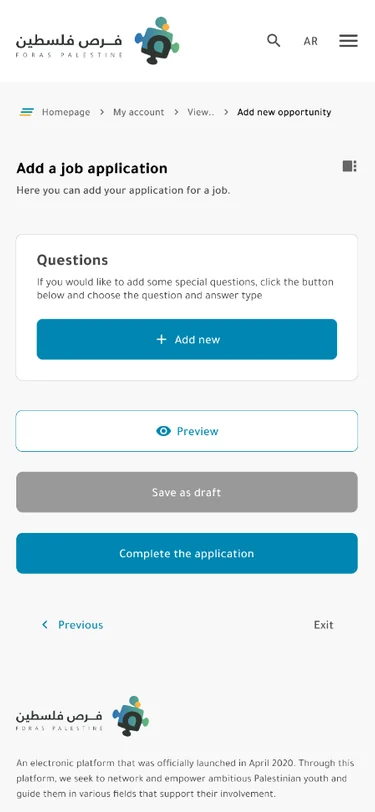 فرص فلسطين
FORAS PALESTINE
AR
Homepage > My account > View.. > Add new opportunity
Add a job application
Here you can add your application for a job.
Questions
If you would like to add some special questions, click the button
below and choose the question and answer type
+ Add new
Preview
Save as draft
Complete the application
Previous
Exit
فرص فلسطين
FORAS PALESTINE
An electronic platform that was officially launched in April 2020. Through this
platform, we seek to network and empower ambitious Palestinian youth and
guide them in various fields that support their involvement.